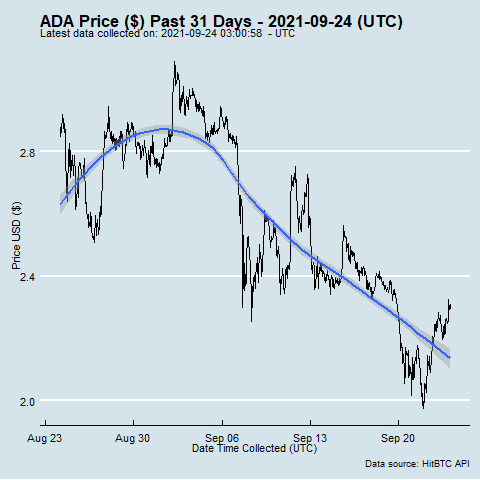 ADA Price ($) Past 31 Days - 2021-09-24 (UTC)
Latest data collected on: 2021-09-24 03:00:58 - UTC
Price USD ($)
2.8
2.4
2.0
Aug 23 Aug 30 Sep 06 Sep 13 Sep 20
Date Time Collected (UTC)
Data source: HitBTC API